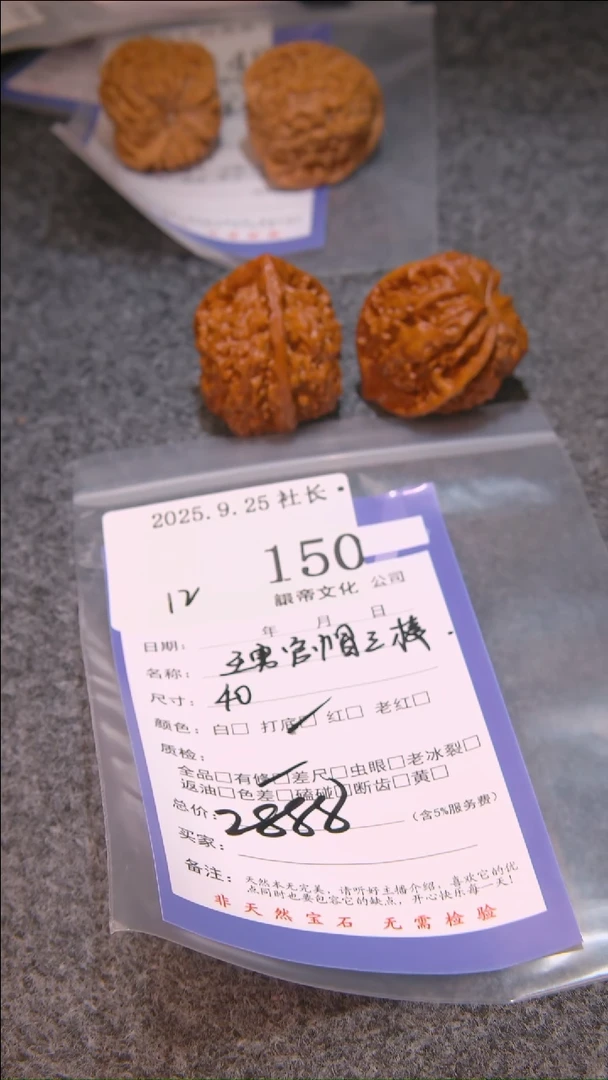 2025.9.25 社长·
150
12
公司
龈帝文化
日期： 年 月 日
名称： 王勇官帽三棱
尺寸： 40
颜色：白□ 打底□ 红□ 老红□
质检：
全品□有修□差尺□虫眼□老冰裂□
返油□色差□磕碰□断齿□黄□
总价：2888 （含5%服务费）
买家：
备注：天然本无完美，请听好主播介绍，喜欢它的优
点同时也要包容它的缺点，开心快乐每一天！
非天然宝石 无需检验